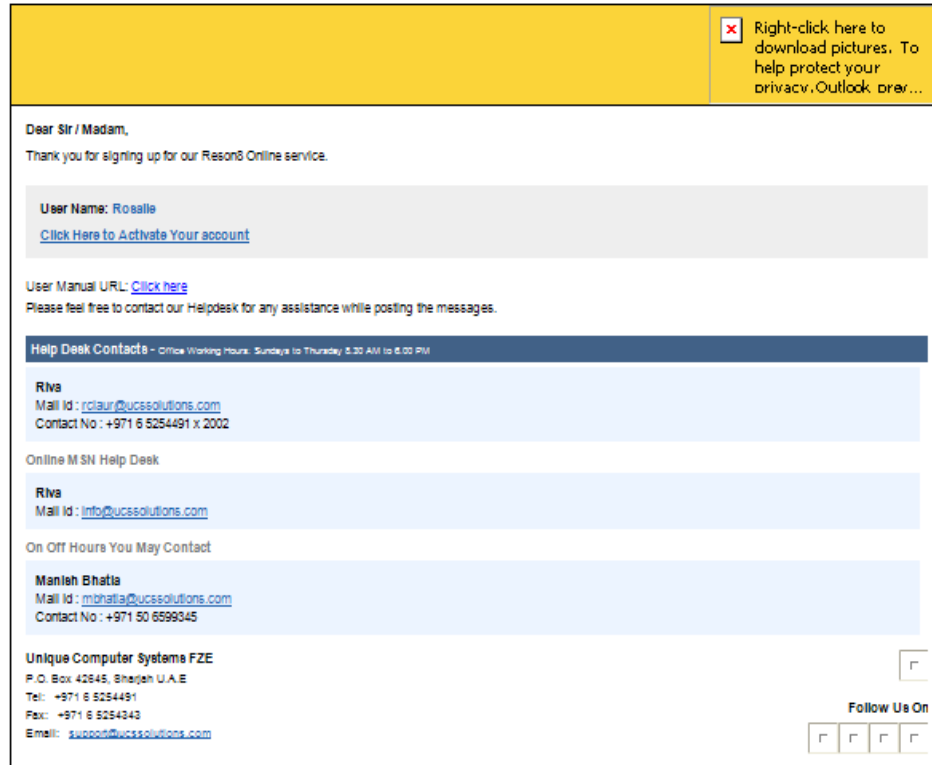 Right-click here to
download pictures. To
help protect your
privacy, Outlook prev...
Dear Sir / Madam,
Thank you for signing up for our Reson8 Online service.
User Name: Rosalie
Click Here to Activate Your account
User Manual URL: Click here
Please feel free to contact our Helpdesk for any assistance while posting the messages.
Help Desk Contacts - Office Working Hours: Sundays to Thursday 8.30 AM to 6.00 PM
Riva
Mail Id : rclaur@ucssolutions.com
Contact No : +971 6 5254491 x 2002
Online MSN Help Desk
Riva
Mail Id : info@ucssolutions.com
On Off Hours You May Contact
Manish Bhatia
Mail Id : mbhatia@ucssolutions.com
Contact No : +971 50 6599345
Unique Computer Systems FZE
P.O. Box 42645, Sharjah U.A.E
Tel: +971 6 5254491
Fax: +971 6 5254343
Email: support@ucssolutions.com
Follow Us On